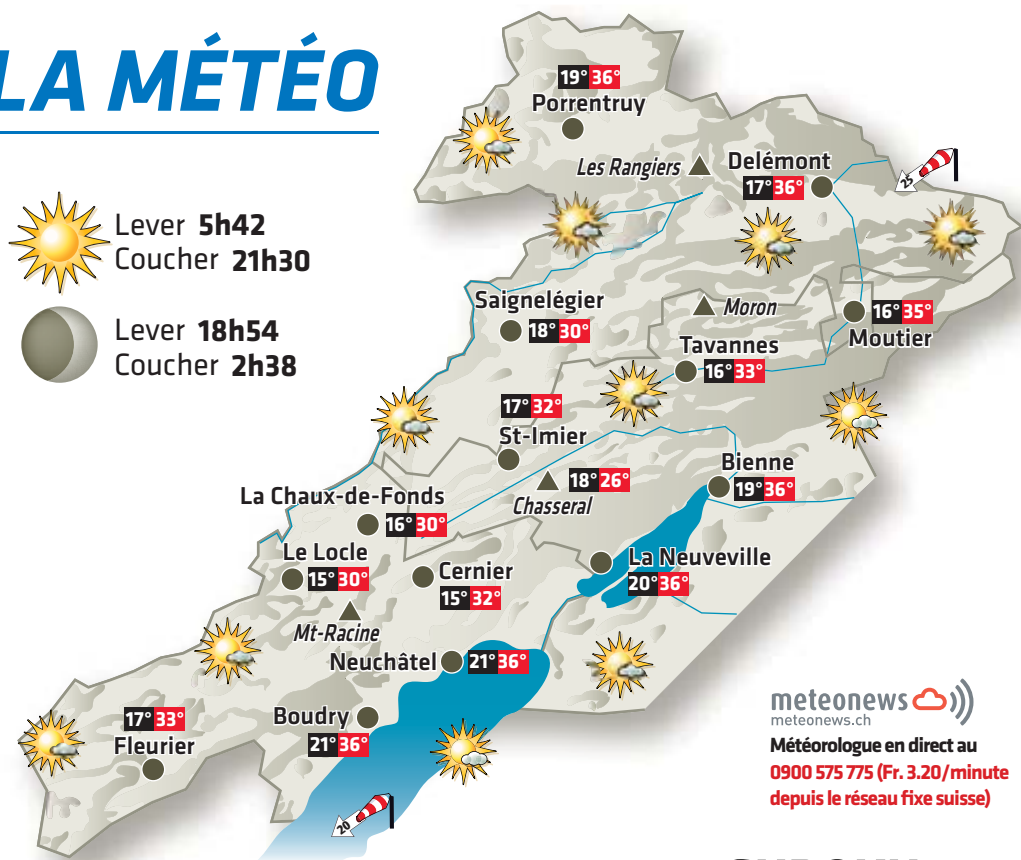 LA MÉTÉO
Lever 5h42
Coucher 21h30
Lever 18h54
Coucher 2h38
19° 36°
Porrentruy
Les Rangiers
Delémont
17° 36°
25
Saignelégier
18° 30°
Moron
16° 35°
Moutier
Tavannes
16° 33°
17° 32°
St-Imier
18° 26°
Chasseral
Bienne
19° 36°
La Chaux-de-Fonds
16° 30°
Le Locle
15° 30°
Cernier
15° 32°
La Neuveville
20° 36°
Mt-Racine
Neuchâtel 21° 36°
Boudry
21° 36°
17° 33°
Fleurier
20
meteonews
meteonews.ch
Météorologue en direct au
0900 575 775 (Fr. 3.20/minute
depuis le réseau fixe suisse)